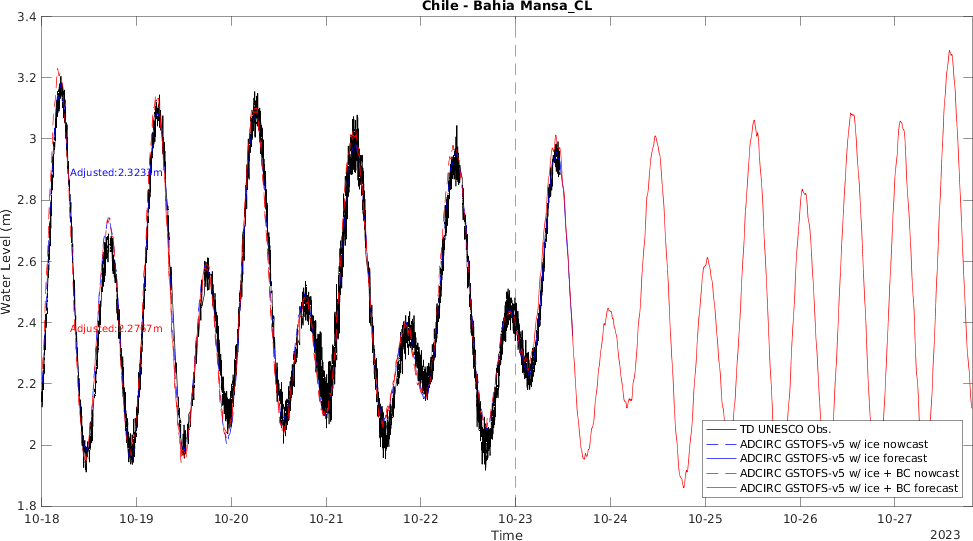 Chile - Bahia Mansa_CL
3.4
3.2
3
2.8
2.6
2.4
2.2
2
1.8
Water Level (m)
Adjusted:2.3231m
Adjusted:2.2767m
TD UNESCO Obs.
ADCIRC GSTOFS-v5 w/ ice nowcast
ADCIRC GSTOFS-v5 w/ ice forecast
ADCIRC GSTOFS-v5 w/ ice + BC nowcast
ADCIRC GSTOFS-v5 w/ ice + BC forecast
10-18 10-19 10-20 10-21 10-22 10-23 10-24 10-25 10-26 10-27
Time
2023